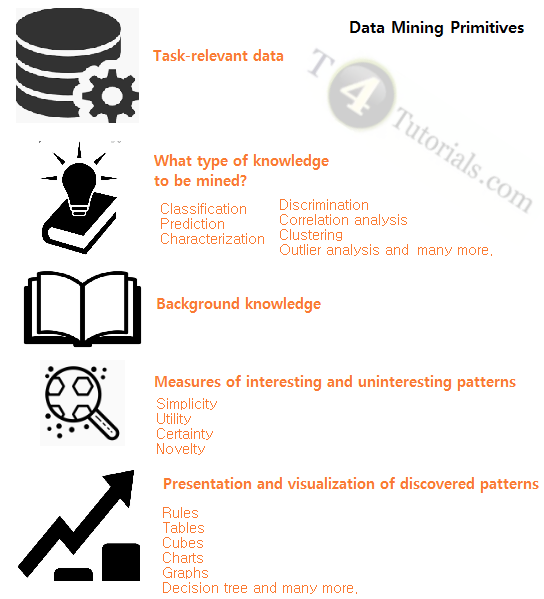 Data Mining Primitives
T4Tutorials.com
Task-relevant data
What type of knowledge
to be mined?
Classification
Prediction
Characterization
Discrimination
Correlation analysis
Clustering
Outlier analysis and many more.
Background knowledge
Measures of interesting and uninteresting patterns
Simplicity
Utility
Certainty
Novelty
Presentation and visualization of discovered patterns
Rules
Tables
Cubes
Charts
Graphs
Decision tree and many more.